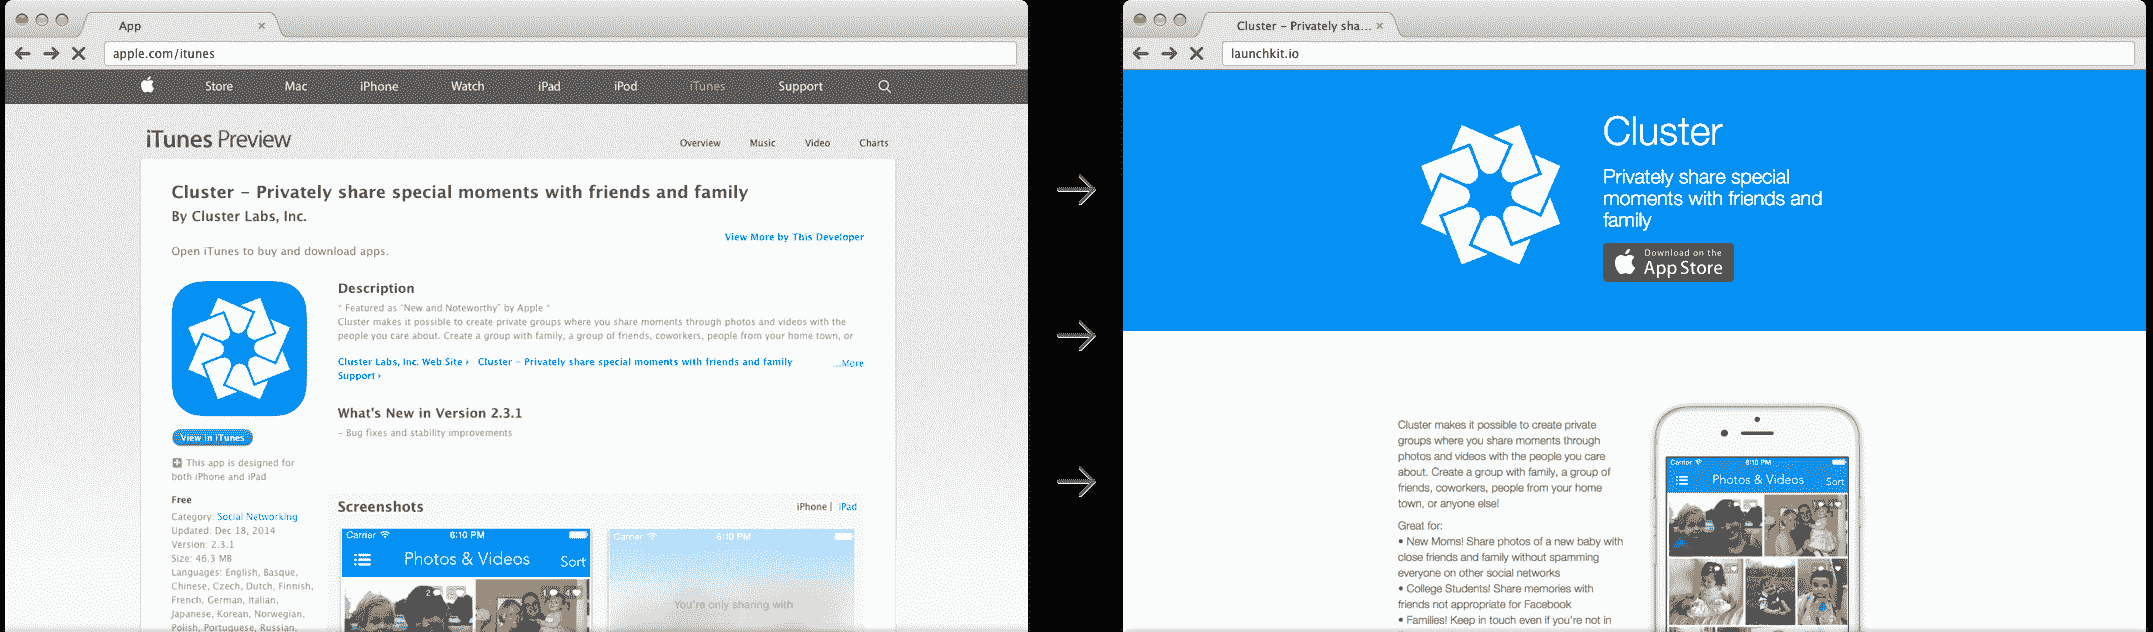 App
apple.com/itunes
Store Mac iPhone Watch iPad iPod iTunes Support
iTunes Preview
Overview Music Video Charts
Cluster – Privately share special moments with friends and family
By Cluster Labs, Inc.
View More by This Developer
Open iTunes to buy and download apps.
Description
* Featured as "New and Noteworthy" by Apple *
Cluster makes it possible to create private groups where you share moments through photos and videos with the
people you care about. Create a group with family, a group of friends, coworkers, people from your home town, or
Cluster Labs, Inc. Web Site › Cluster – Privately share special moments with friends and family
Support ›
...More
What's New in Version 2.3.1
– Bug fixes and stability improvements
View in iTunes
This app is designed for
both iPhone and iPad
Free
Category: Social Networking
Updated: Dec 18, 2014
Version: 2.3.1
Size: 46.3 MB
Languages: English, Basque,
Chinese, Czech, Dutch, Finnish,
French, German, Italian,
Japanese, Korean, Norwegian,
Polish, Portuguese, Russian,
Screenshots
iPhone | iPad
Carrier 6:10 PM
Photos & Videos Sort
2 1 4
Carrier 6:10 PM
You're only sharing with
Cluster – Privately sha...
launchkit.io
Cluster
Privately share special
moments with friends and
family
Download on the
App Store
Cluster makes it possible to create private
groups where you share moments through
photos and videos with the people you care
about. Create a group with family, a group of
friends, coworkers, people from your home
town, or anyone else!
Great for:
• New Moms! Share photos of a new baby with
close friends and family without spamming
everyone on other social networks
• College Students! Share memories with
friends not appropriate for Facebook
• Families! Keep in touch even if you're not in
Carrier 6:10 PM
Photos & Videos Sort